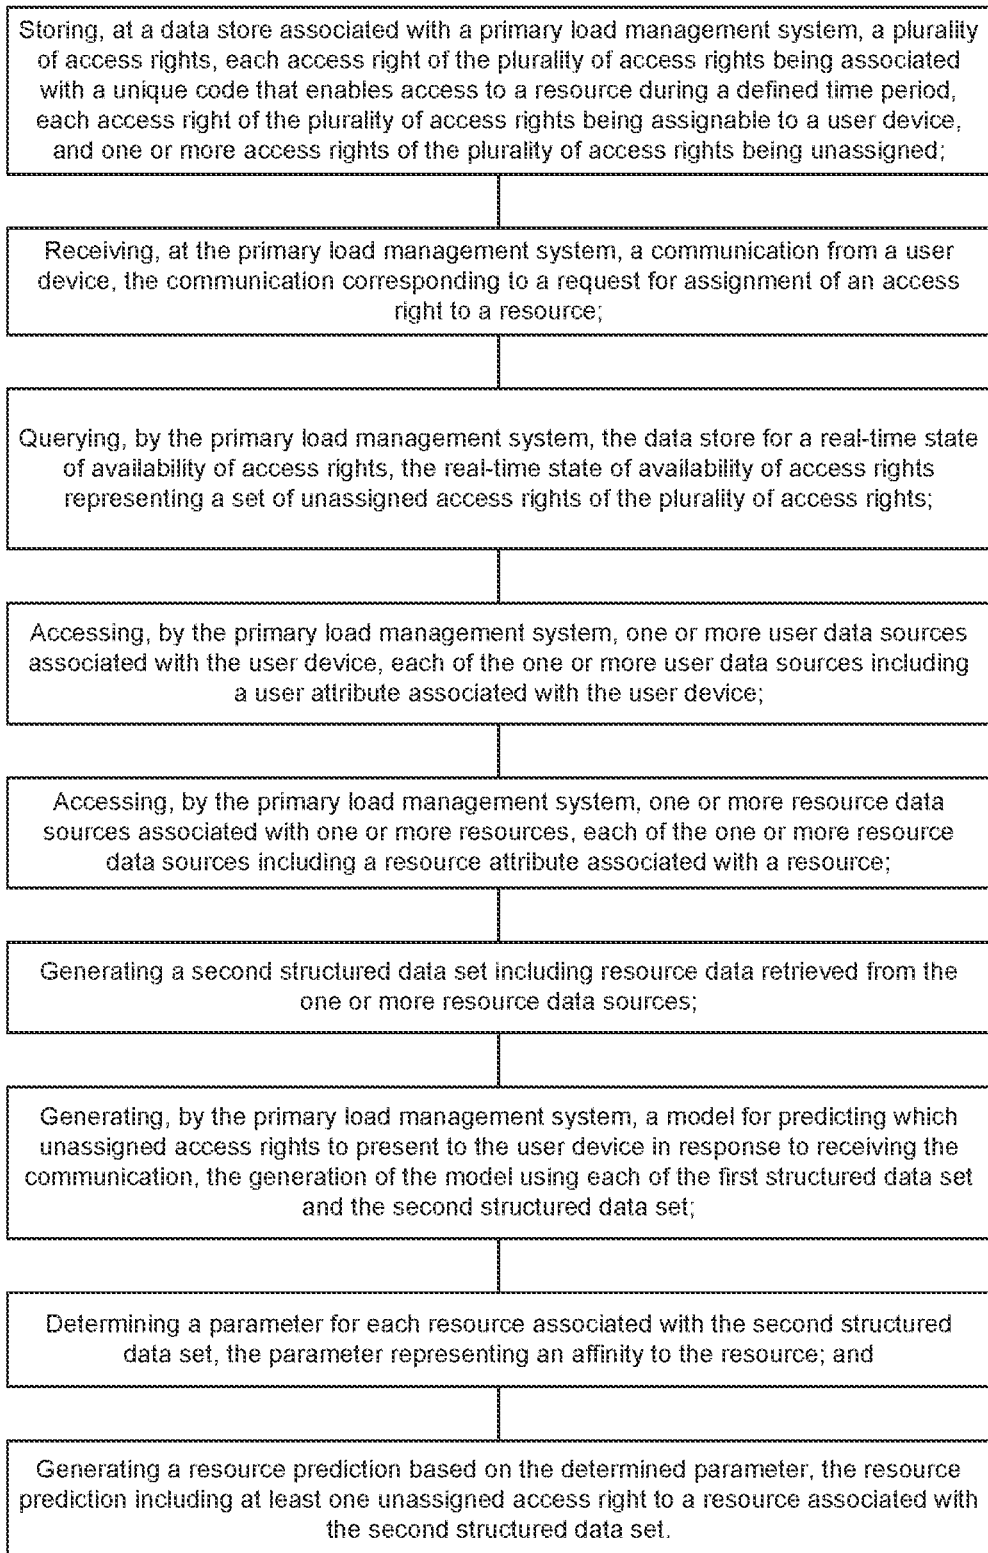 Storing, at a data store associated with a primary load management system, a plurality
of access rights, each access right of the plurality of access rights being associated
with a unique code that enables access to a resource during a defined time period,
each access right of the plurality of access rights being assignable to a user device,
and one or more access rights of the plurality of access rights being unassigned;
Receiving, at the primary load management system, a communication from a user
device, the communication corresponding to a request for assignment of an access
right to a resource;
Querying, by the primary load management system, the data store for a real-time state
of availability of access rights, the real-time state of availability of access rights
representing a set of unassigned access rights of the plurality of access rights;
Accessing, by the primary load management system, one or more user data sources
associated with the user device, each of the one or more user data sources including
a user attribute associated with the user device;
Accessing, by the primary load management system, one or more resource data
sources associated with one or more resources, each of the one or more resource
data sources including a resource attribute associated with a resource;
Generating a second structured data set including resource data retrieved from the
one or more resource data sources;
Generating, by the primary load management system, a model for predicting which
unassigned access rights to present to the user device in response to receiving the
communication, the generation of the model using each of the first structured data set
and the second structured data set;
Determining a parameter for each resource associated with the second structured
data set, the parameter representing an affinity to the resource; and
Generating a resource prediction based on the determined parameter, the resource
prediction including at least one unassigned access right to a resource associated with
the second structured data set.